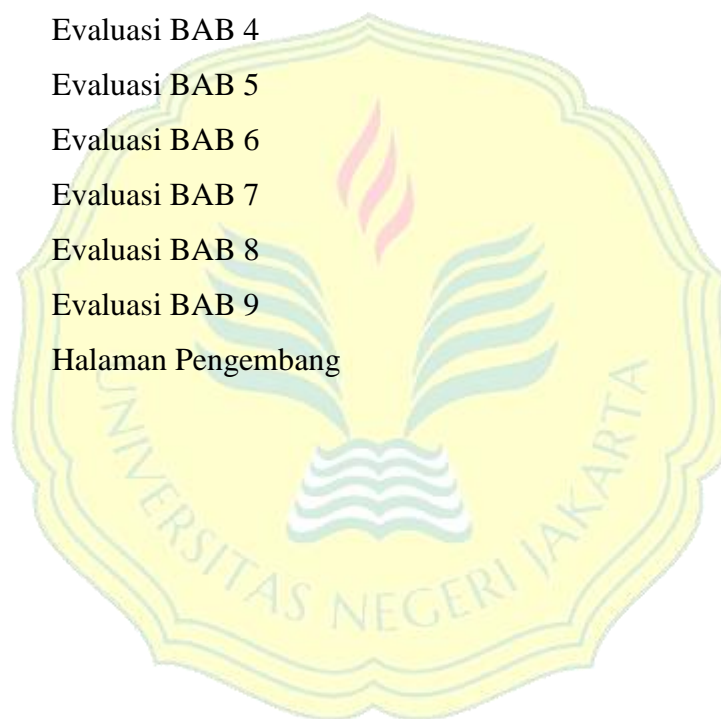 Evaluasi BAB 4
Evaluasi BAB 5
Evaluasi BAB 6
Evaluasi BAB 7
Evaluasi BAB 8
Evaluasi BAB 9
Halaman Pengembang
UNIVERSITAS NEGERI JAKARTA